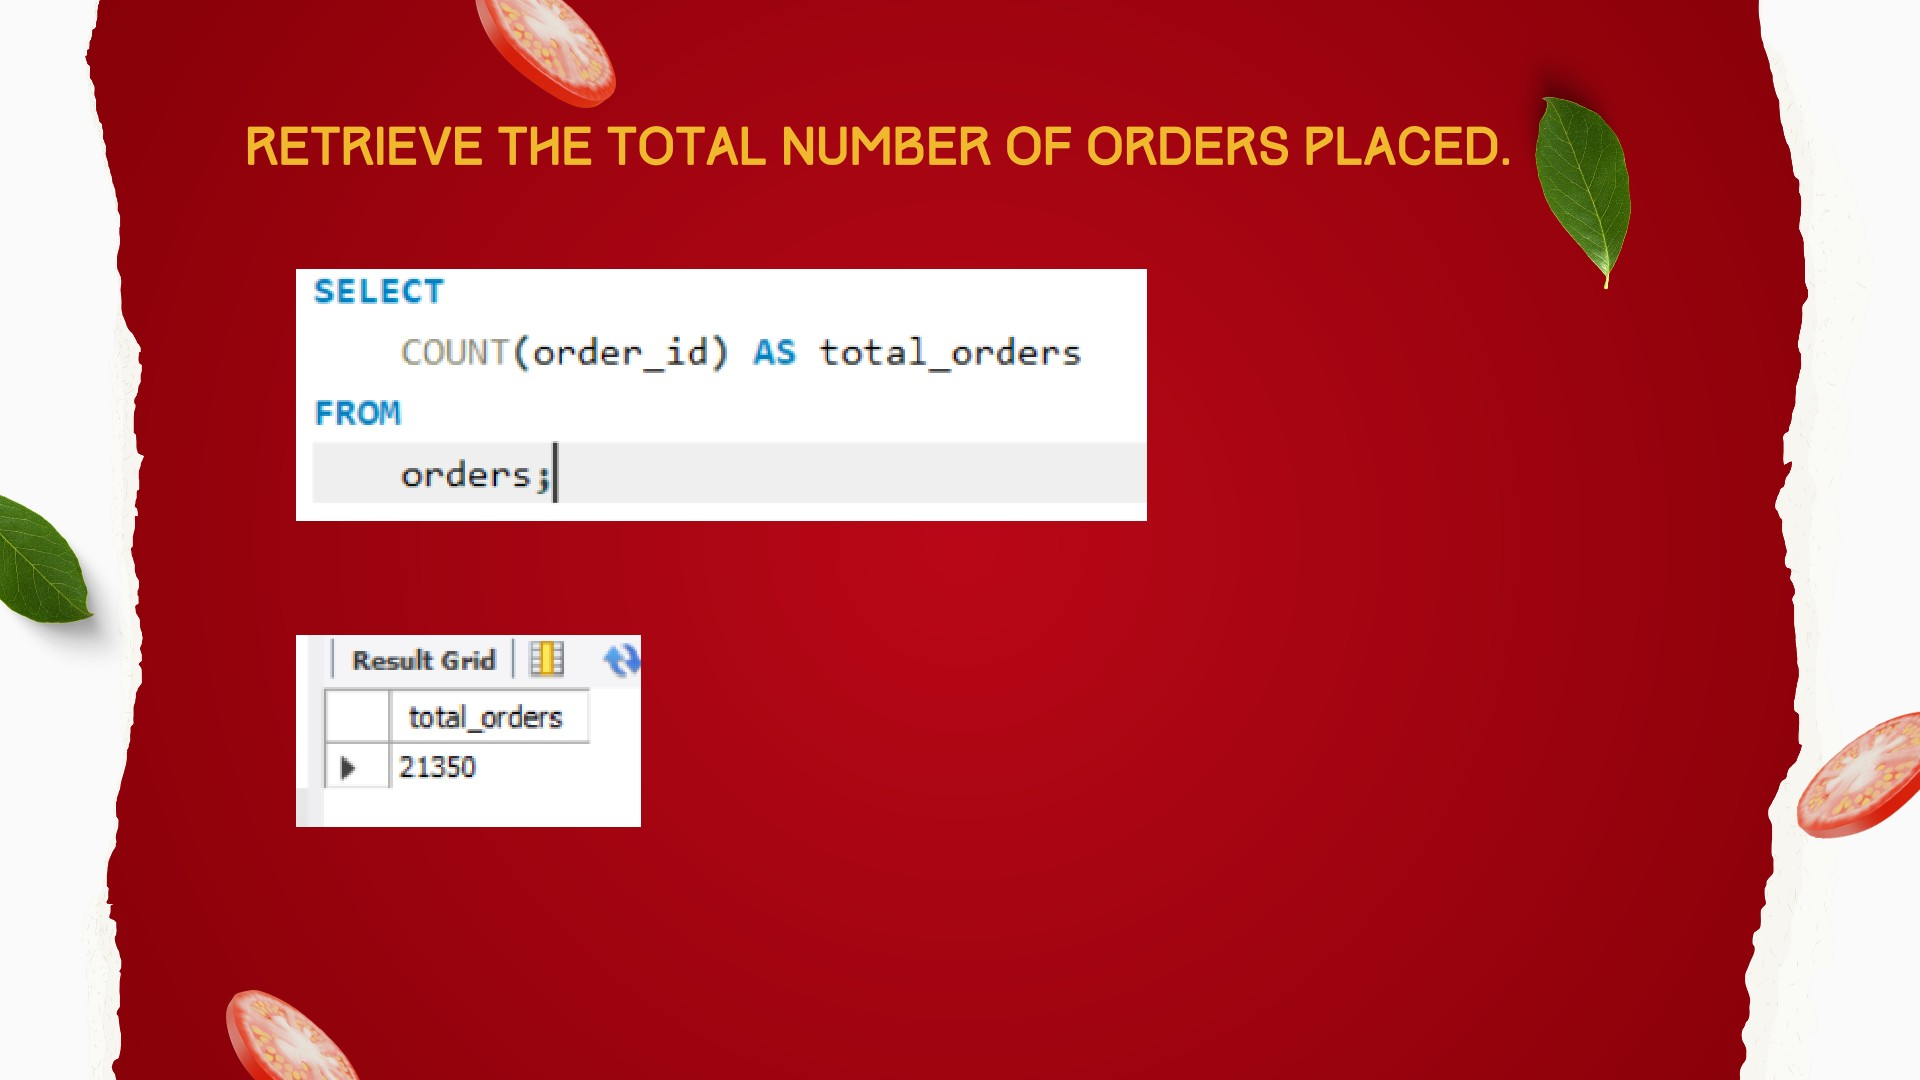 RETRIEVE THE TOTAL NUMBER OF ORDERS PLACED.
SELECT
COUNT(order_id) AS total_orders
FROM
orders;
Result Grid
total_orders
21350